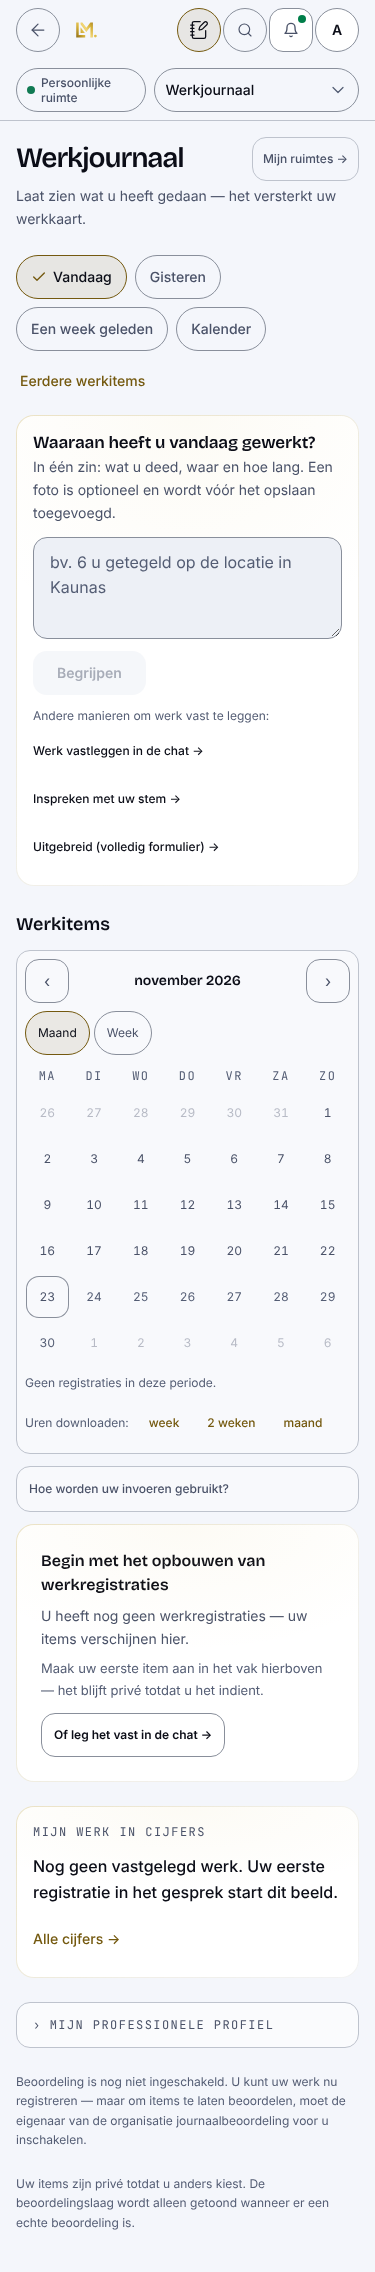 LM.
A
Persoonlijke
ruimte
Werkjournaal
Werkjournaal
Mijn ruimtes →
Laat zien wat u heeft gedaan — het versterkt uw
werkkaart.
Vandaag
Gisteren
Een week geleden
Kalender
Eerdere werkitems
Waaraan heeft u vandaag gewerkt?
In één zin: wat u deed, waar en hoe lang. Een
foto is optioneel en wordt vóór het opslaan
toegevoegd.
bv. 6 u getegeld op de locatie in
Kaunas
Begrijpen
Andere manieren om werk vast te leggen:
Werk vastleggen in de chat →
Inspreken met uw stem →
Uitgebreid (volledig formulier) →
Werkitems
‹ november 2026 ›
Maand Week
MA DI WO DO VR ZA ZO
26 27 28 29 30 31 1
2 3 4 5 6 7 8
9 10 11 12 13 14 15
16 17 18 19 20 21 22
23 24 25 26 27 28 29
30 1 2 3 4 5 6
Geen registraties in deze periode.
Uren downloaden: week 2 weken maand
Hoe worden uw invoeren gebruikt?
Begin met het opbouwen van
werkregistraties
U heeft nog geen werkregistraties — uw
items verschijnen hier.
Maak uw eerste item aan in het vak hierboven
— het blijft privé totdat u het indient.
Of leg het vast in de chat →
MIJN WERK IN CIJFERS
Nog geen vastgelegd werk. Uw eerste
registratie in het gesprek start dit beeld.
Alle cijfers →
› MIJN PROFESSIONELE PROFIEL
Beoordeling is nog niet ingeschakeld. U kunt uw werk nu
registreren — maar om items te laten beoordelen, moet de
eigenaar van de organisatie journaalbeoordeling voor u
inschakelen.
Uw items zijn privé totdat u anders kiest. De
beoordelingslaag wordt alleen getoond wanneer er een
echte beoordeling is.